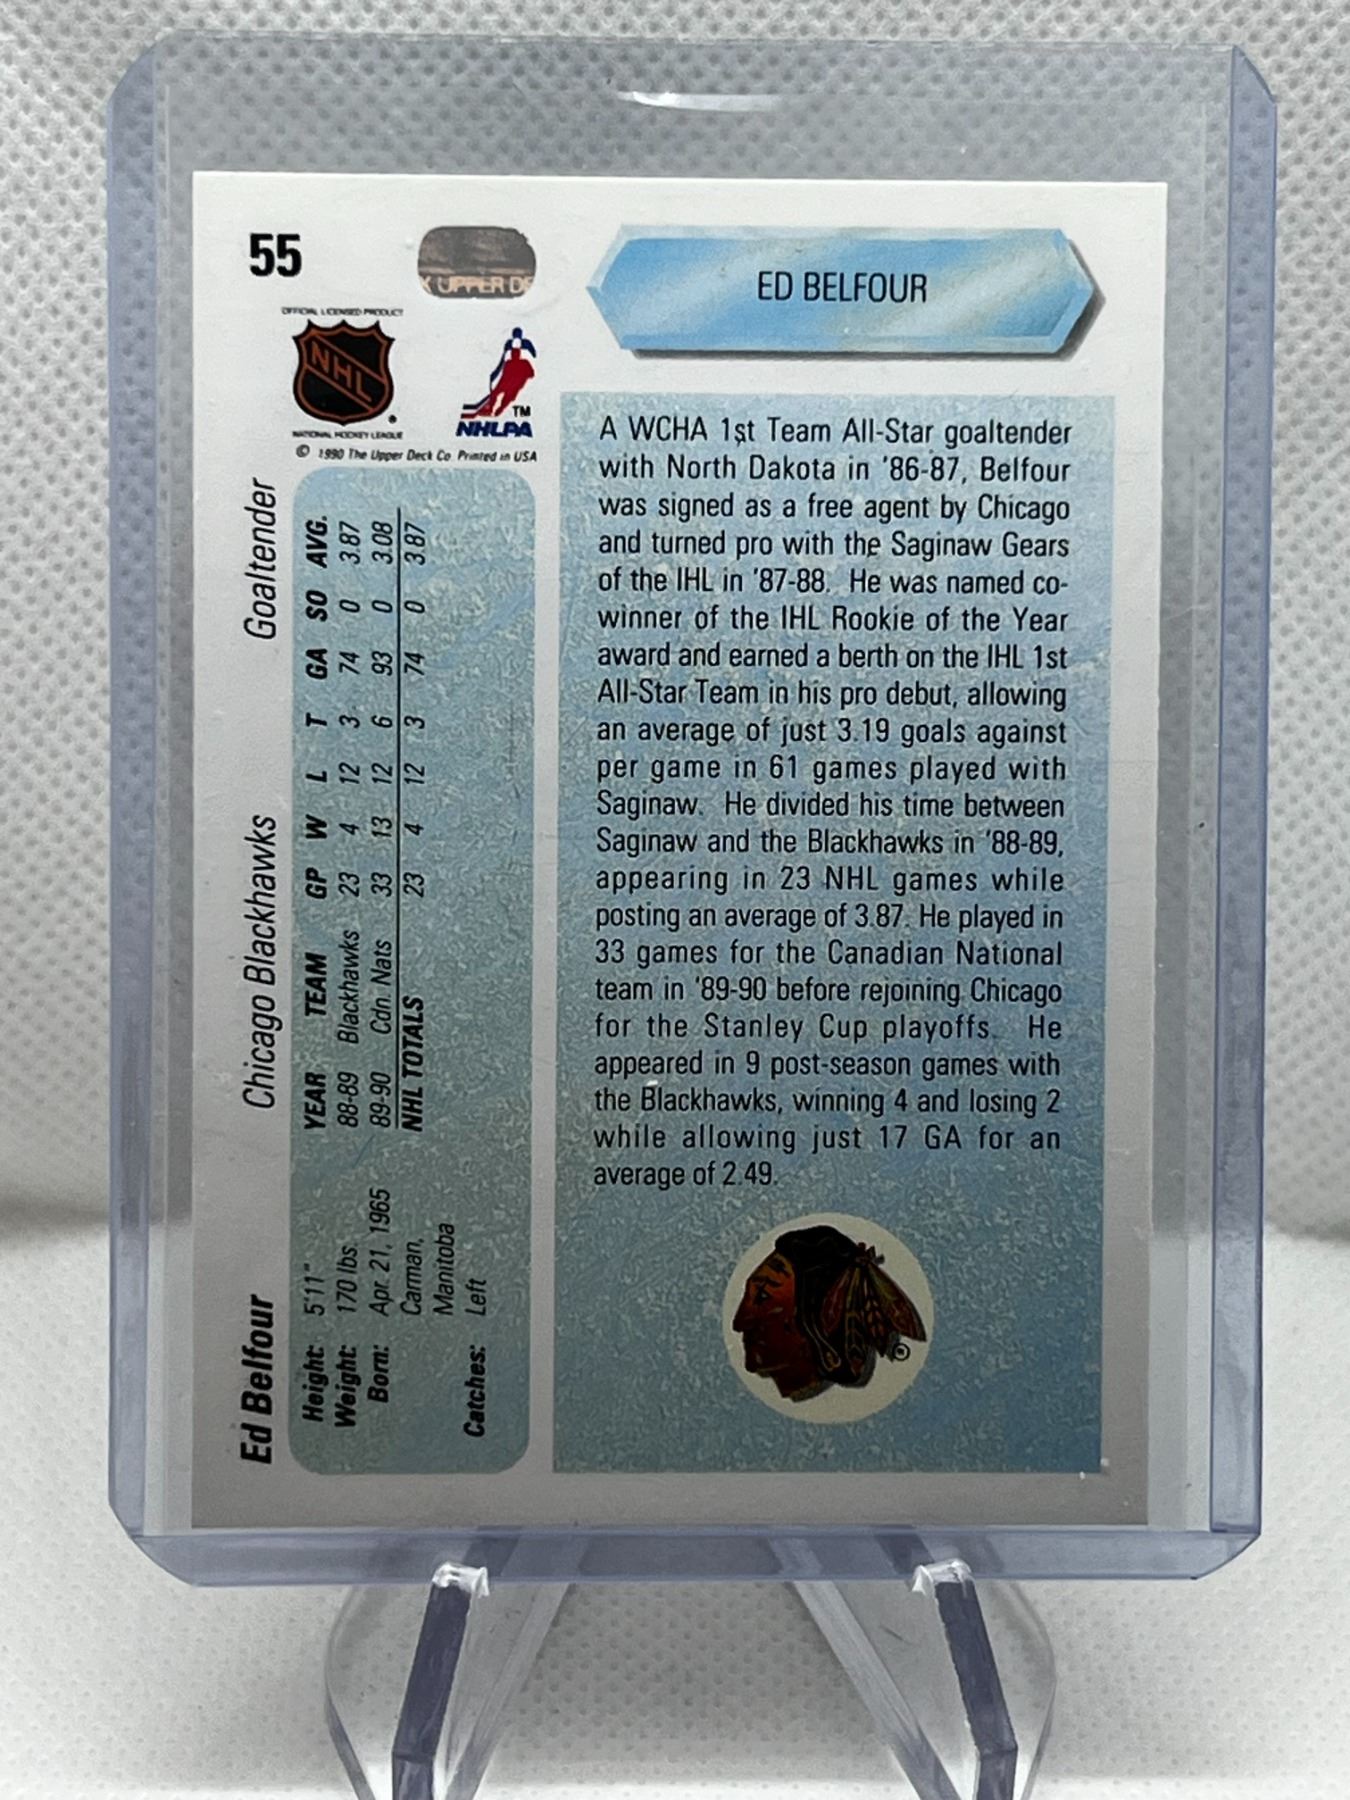 55
UPPER DE
ED BELFOUR
OFFICIAL LICENSED PRODUCT
NHL
®
NATIONAL HOCKEY LEAGUE
TM
NHLPA
© 1990 The Upper Deck Co. Printed in USA
Ed Belfour Chicago Blackhawks Goaltender
Height: 5'11"
Weight: 170 lbs.
Born: Apr. 21, 1965
Carman,
Manitoba
Catches: Left
YEAR TEAM GP W L T GA SO AVG.
88-89 Blackhawks 23 4 12 3 74 0 3.87
89-90 Cdn. Nats 33 13 12 6 93 0 3.08
NHL TOTALS 23 4 12 3 74 0 3.87
A WCHA 1st Team All-Star goaltender
with North Dakota in '86-87, Belfour
was signed as a free agent by Chicago
and turned pro with the Saginaw Gears
of the IHL in '87-88. He was named co-
winner of the IHL Rookie of the Year
award and earned a berth on the IHL 1st
All-Star Team in his pro debut, allowing
an average of just 3.19 goals against
per game in 61 games played with
Saginaw. He divided his time between
Saginaw and the Blackhawks in '88-89,
appearing in 23 NHL games while
posting an average of 3.87. He played in
33 games for the Canadian National
team in '89-90 before rejoining Chicago
for the Stanley Cup playoffs. He
appeared in 9 post-season games with
the Blackhawks, winning 4 and losing 2
while allowing just 17 GA for an
average of 2.49.
®